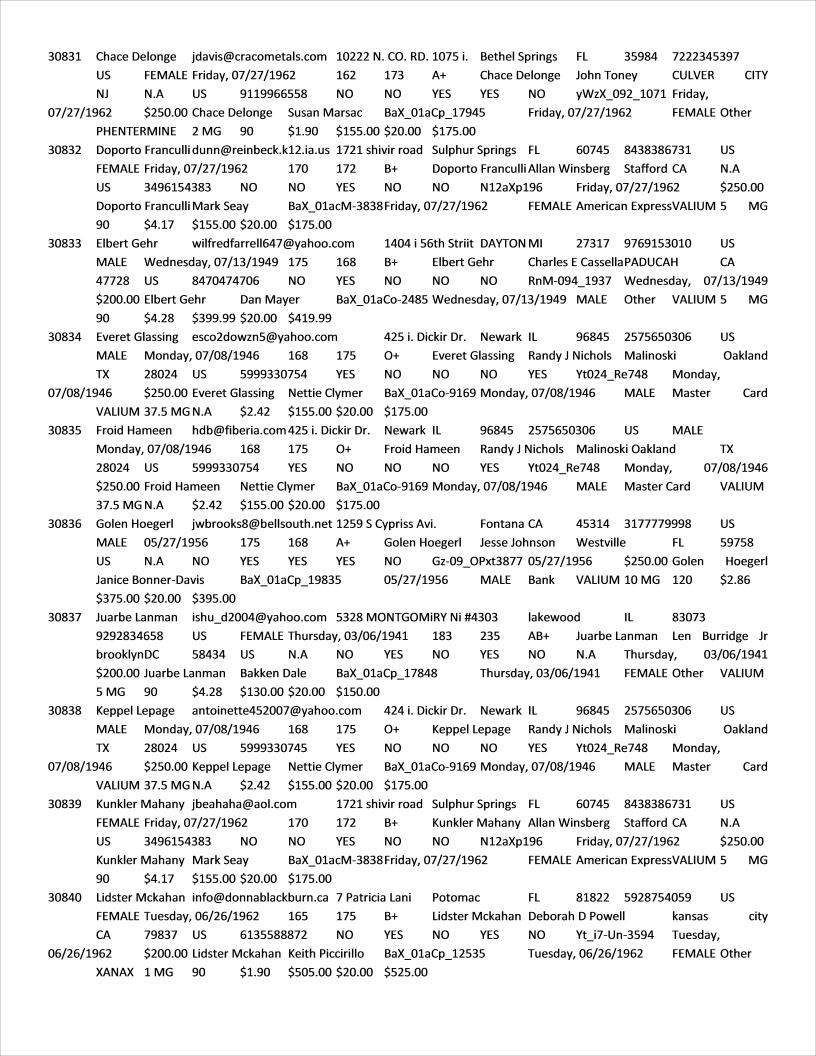 30831 Chace Delonge jdavis@cracometals.com 10222 N. CO. RD. 1075 i. Bethel Springs FL 35984 7222345397
US FEMALE Friday, 07/27/1962 162 173 A+ Chace Delonge John Toney CULVER CITY
NJ N.A US 9119966558 NO NO YES YES NO yWzX_092_1071 Friday,
07/27/1962 $250.00 Chace Delonge Susan Marsac BaX_01aCp_17945 Friday, 07/27/1962 FEMALE Other
PHENTERMINE 2 MG 90 $1.90 $155.00 $20.00 $175.00
30832 Doporto Franculli dunn@reinbeck.k12.ia.us 1721 shivir road Sulphur Springs FL 60745 8438386731 US
FEMALE Friday, 07/27/1962 170 172 B+ Doporto Franculli Allan Winsberg Stafford CA N.A
US 3496154383 NO NO YES NO NO N12aXp196 Friday, 07/27/1962 $250.00
Doporto Franculli Mark Seay BaX_01acM-3838 Friday, 07/27/1962 FEMALE American Express VALIUM 5 MG
90 $4.17 $155.00 $20.00 $175.00
30833 Elbert Gehr wilfredfarrell647@yahoo.com 1404 i 56th Striit DAYTON MI 27317 9769153010 US
MALE Wednesday, 07/13/1949 175 168 B+ Elbert Gehr Charles E Cassella PADUCAH CA
47728 US 8470474706 NO YES NO NO NO RnM-094_1937 Wednesday, 07/13/1949
$200.00 Elbert Gehr Dan Mayer BaX_01aCo-2485 Wednesday, 07/13/1949 MALE Other VALIUM 5 MG
90 $4.28 $399.99 $20.00 $419.99
30834 Everet Glassing esco2dowzn5@yahoo.com 425 i. Dickir Dr. Newark IL 96845 2575650306 US
MALE Monday, 07/08/1946 168 175 O+ Everet Glassing Randy J Nichols Malinoski Oakland
TX 28024 US 5999330754 YES NO NO NO YES Yt024_Re748 Monday,
07/08/1946 $250.00 Everet Glassing Nettie Clymer BaX_01aCo-9169 Monday, 07/08/1946 MALE Master Card
VALIUM 37.5 MG N.A $2.42 $155.00 $20.00 $175.00
30835 Froid Hameen hdb@fiberia.com 425 i. Dickir Dr. Newark IL 96845 2575650306 US MALE
Monday, 07/08/1946 168 175 O+ Froid Hameen Randy J Nichols Malinoski Oakland TX
28024 US 5999330754 YES NO NO NO YES Yt024_Re748 Monday, 07/08/1946
$250.00 Froid Hameen Nettie Clymer BaX_01aCo-9169 Monday, 07/08/1946 MALE Master Card VALIUM
37.5 MG N.A $2.42 $155.00 $20.00 $175.00
30836 Golen Hoegerl jwbrooks8@bellsouth.net 1259 S Cypriss Avi. Fontana CA 45314 3177779998 US
MALE 05/27/1956 175 168 A+ Golen Hoegerl Jesse Johnson Westville FL 59758
US N.A NO YES YES YES NO Gz-09_OPxt3877 05/27/1956 $250.00 Golen Hoegerl
Janice Bonner-Davis BaX_01aCp_19835 05/27/1956 MALE Bank VALIUM 10 MG 120 $2.86
$375.00 $20.00 $395.00
30837 Juarbe Lanman ishu_d2004@yahoo.com 5328 MONTGOMiRY Ni #4303 lakewood IL 83073
9292834658 US FEMALE Thursday, 03/06/1941 183 235 AB+ Juarbe Lanman Len Burridge Jr
brooklynDC 58434 US N.A NO YES NO YES NO N.A Thursday, 03/06/1941
$200.00 Juarbe Lanman Bakken Dale BaX_01aCp_17848 Thursday, 03/06/1941 FEMALE Other VALIUM
5 MG 90 $4.28 $130.00 $20.00 $150.00
30838 Keppel Lepage antoinette452007@yahoo.com 424 i. Dickir Dr. Newark IL 96845 2575650306 US
MALE Monday, 07/08/1946 168 175 O+ Keppel Lepage Randy J Nichols Malinoski Oakland
TX 28024 US 5999330745 YES NO NO NO YES Yt024_Re748 Monday,
07/08/1946 $250.00 Keppel Lepage Nettie Clymer BaX_01aCo-9169 Monday, 07/08/1946 MALE Master Card
VALIUM 37.5 MG N.A $2.42 $155.00 $20.00 $175.00
30839 Kunkler Mahany jbeahaha@aol.com 1721 shivir road Sulphur Springs FL 60745 8438386731 US
FEMALE Friday, 07/27/1962 170 172 B+ Kunkler Mahany Allan Winsberg Stafford CA N.A
US 3496154383 NO NO YES NO NO N12aXp196 Friday, 07/27/1962 $250.00
Kunkler Mahany Mark Seay BaX_01acM-3838 Friday, 07/27/1962 FEMALE American Express VALIUM 5 MG
90 $4.17 $155.00 $20.00 $175.00
30840 Lidster Mckahan info@donnablackburn.ca 7 Patricia Lani Potomac FL 81822 5928754059 US
FEMALE Tuesday, 06/26/1962 165 175 B+ Lidster Mckahan Deborah D Powell kansas city
CA 79837 US 6135588872 NO YES NO YES NO Yt_i7-Un-3594 Tuesday,
06/26/1962 $200.00 Lidster Mckahan Keith Piccirillo BaX_01aCp_12535 Tuesday, 06/26/1962 FEMALE Other
XANAX 1 MG 90 $1.90 $505.00 $20.00 $525.00